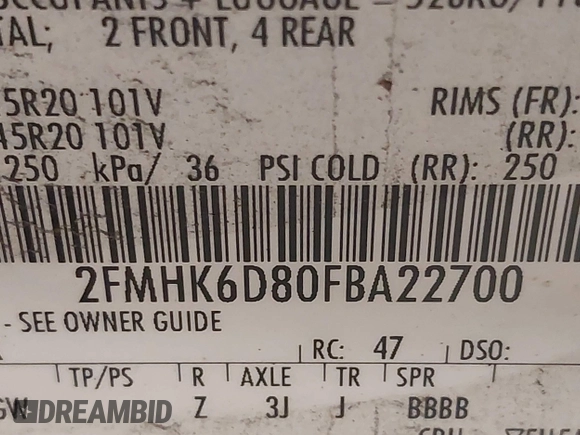 TAL; 2 FRONT, 4 REAR
5R20 101V RIMS (FR):
45R20 101V (RR):
250 kPa/ 36 PSI COLD (RR): 250
2FMHK6D80FBA22700
- SEE OWNER GUIDE
RC: 47 DSO:
TP/PS R AXLE TR SPR
Z 3J J BBBB
DREAMBID